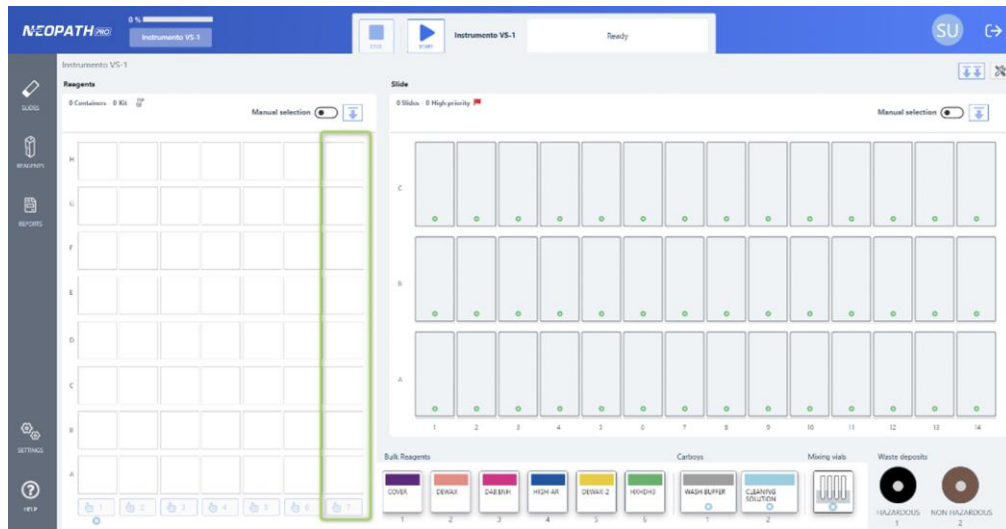 NEOPATH PRO
0 %
Instrumento VS-1
STOP
START
Instrumento VS-1
Ready
SU
Instrumento VS-1
SLIDES
REAGENTS
REPORTS
SETTINGS
HELP
Reagents
0 Containers - 0 Kit
Manual selection
H
G
F
E
D
C
B
A
1 2 3 4 5 6 7
Slide
0 Slides - 0 High priority
Manual selection
C
B
A
1 2 3 4 5 6 7 8 9 10 11 12 13 14
Bulk Reagents
Carboys
Mixing vials
Waste deposits
COVER
DEWAX
DAB ENH
HIGH AR
DEWAX-2
WASH BUFFER
CLEANING
SOLUTION
1 2 3 4 5 6
1 2
HAZARDOUS
1
NON HAZARDOUS
2